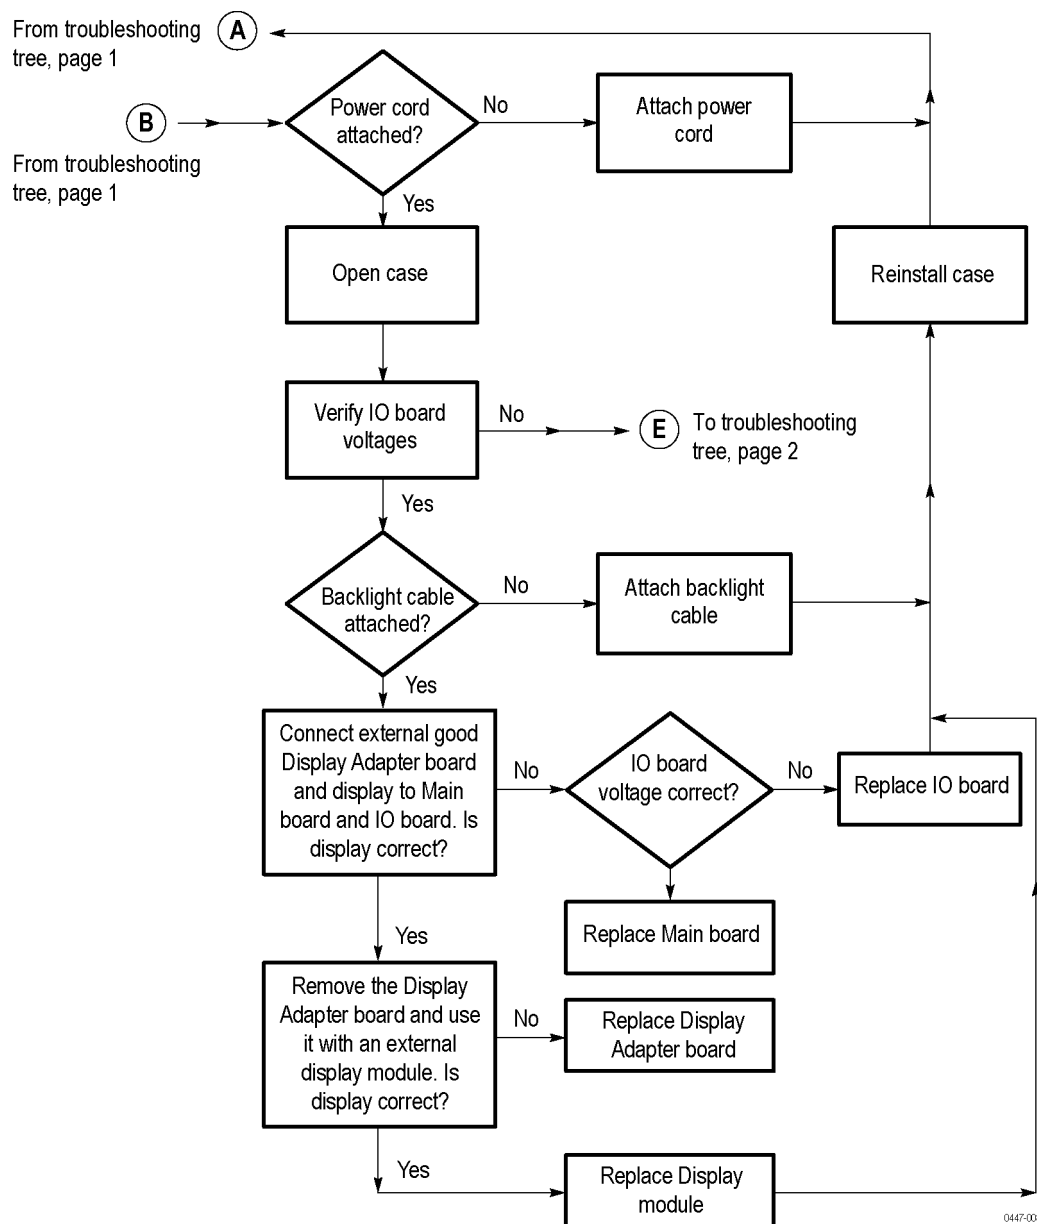 From troubleshooting
tree, page 1
A
Power cord
attached?
No
Attach power
cord
B
From troubleshooting
tree, page 1
Yes
Open case
Reinstall case
Verify IO board
voltages
No
E
To troubleshooting
tree, page 2
Yes
Backlight cable
attached?
No
Attach backlight
cable
Yes
Connect external good
Display Adapter board
and display to Main
board and IO board. Is
display correct?
No
IO board
voltage correct?
No
Replace IO board
Yes
Replace Main board
Remove the Display
Adapter board and use
it with an external
display module. Is
display correct?
No
Replace Display
Adapter board
Yes
Replace Display
module